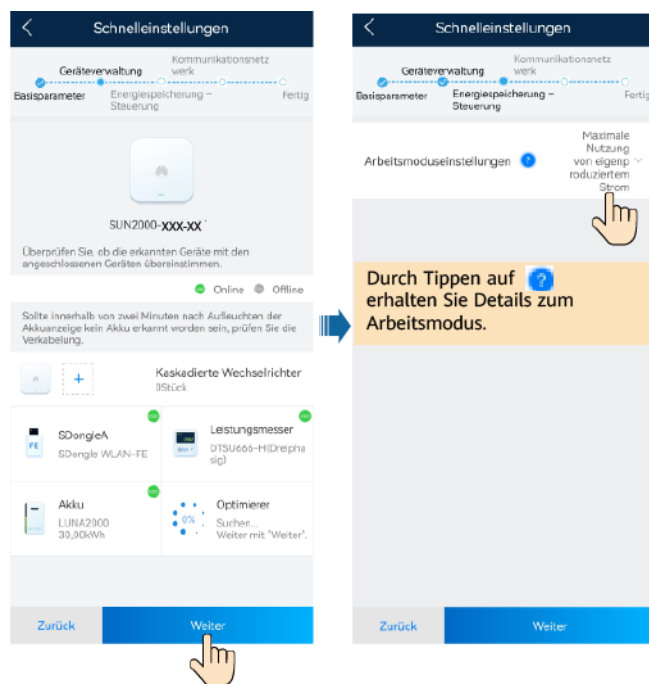 Schnelleinstellungen
Kommunikationsnetz
Geräteverwaltung werk
Basisparameter Energiespeicherung – Fertig
Steuerung
SUN2000-XXX-XX
Überprüfen Sie, ob die erkannten Geräte mit den
angeschlossenen Geräten übereinstimmen.
Online Offline
Sollte innerhalb von zwei Minuten nach Aufleuchten der
Akkuanzeige kein Akku erkannt worden sein, prüfen Sie die
Verkabelung.
+ Kaskadierte Wechselrichter
0Stück
FE
SDongleA
SDongle WLAN-FE
Leistungsmesser
DTSU666-H(Dreipha
sig)
Akku
LUNA2000
30,00kWh
0%
Optimierer
Suchen...
Weiter mit "Weiter".
Zurück Weiter
Schnelleinstellungen
Kommunikationsnetz
Geräteverwaltung werk
Basisparameter Energiespeicherung – Fertig
Steuerung
Arbeitsmoduseinstellungen ?
Maximale
Nutzung
von eigenp
roduziertem
Strom
Durch Tippen auf ?
erhalten Sie Details zum
Arbeitsmodus.
Zurück Weiter